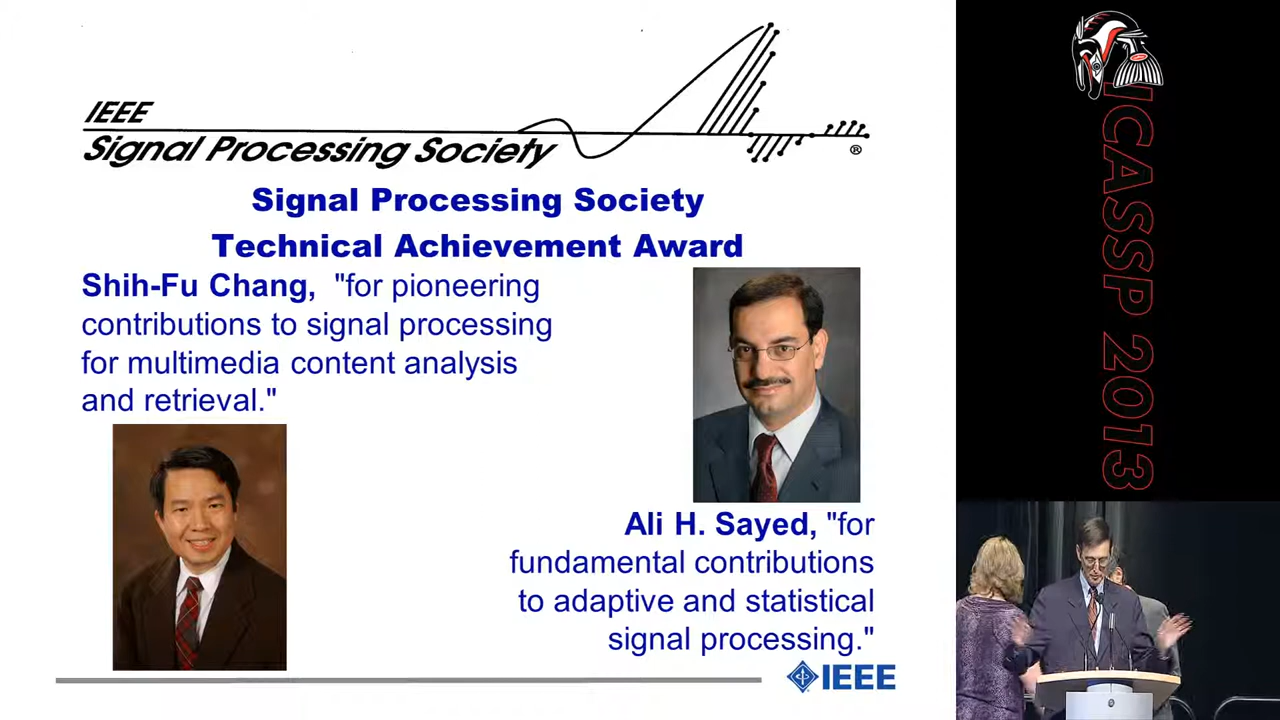 IEEE
Signal Processing Society
®
Signal Processing Society
Technical Achievement Award
Shih-Fu Chang, "for pioneering
contributions to signal processing
for multimedia content analysis
and retrieval."
Ali H. Sayed, "for
fundamental contributions
to adaptive and statistical
signal processing."
IEEE
ICASSP 2013